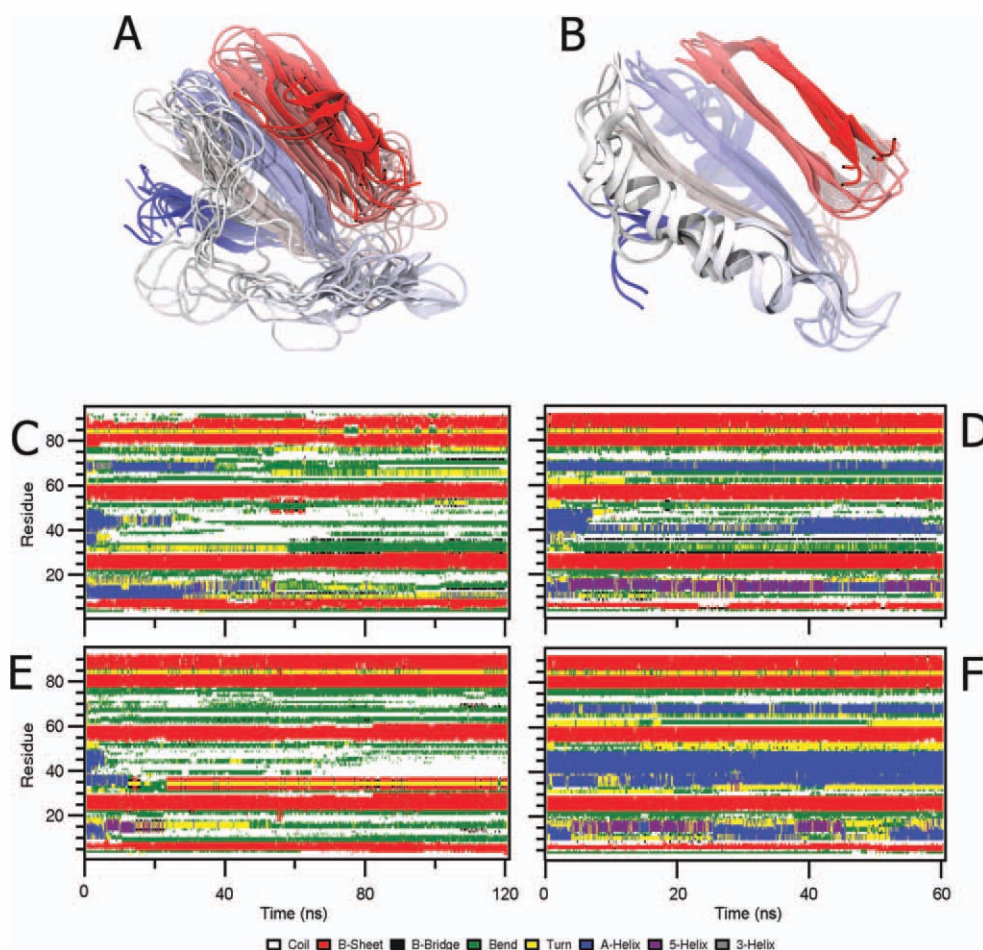 A
B
C
80
60
40
20
Residue
D
E
80
60
40
20
Residue
F
0 40 80 120
Time (ns)
0 20 40 60
Time (ns)
Coil B-Sheet B-Bridge Bend Turn A-Helix 5-Helix 3-Helix